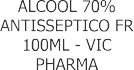 ALCOOL 70%
ANTISSEPTICO FR
100ML - VIC
PHARMA